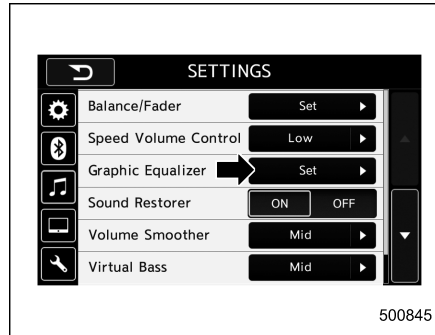 SETTINGS
Balance/Fader Set
Speed Volume Control Low
Graphic Equalizer Set
Sound Restorer ON OFF
Volume Smoother Mid
Virtual Bass Mid
500845